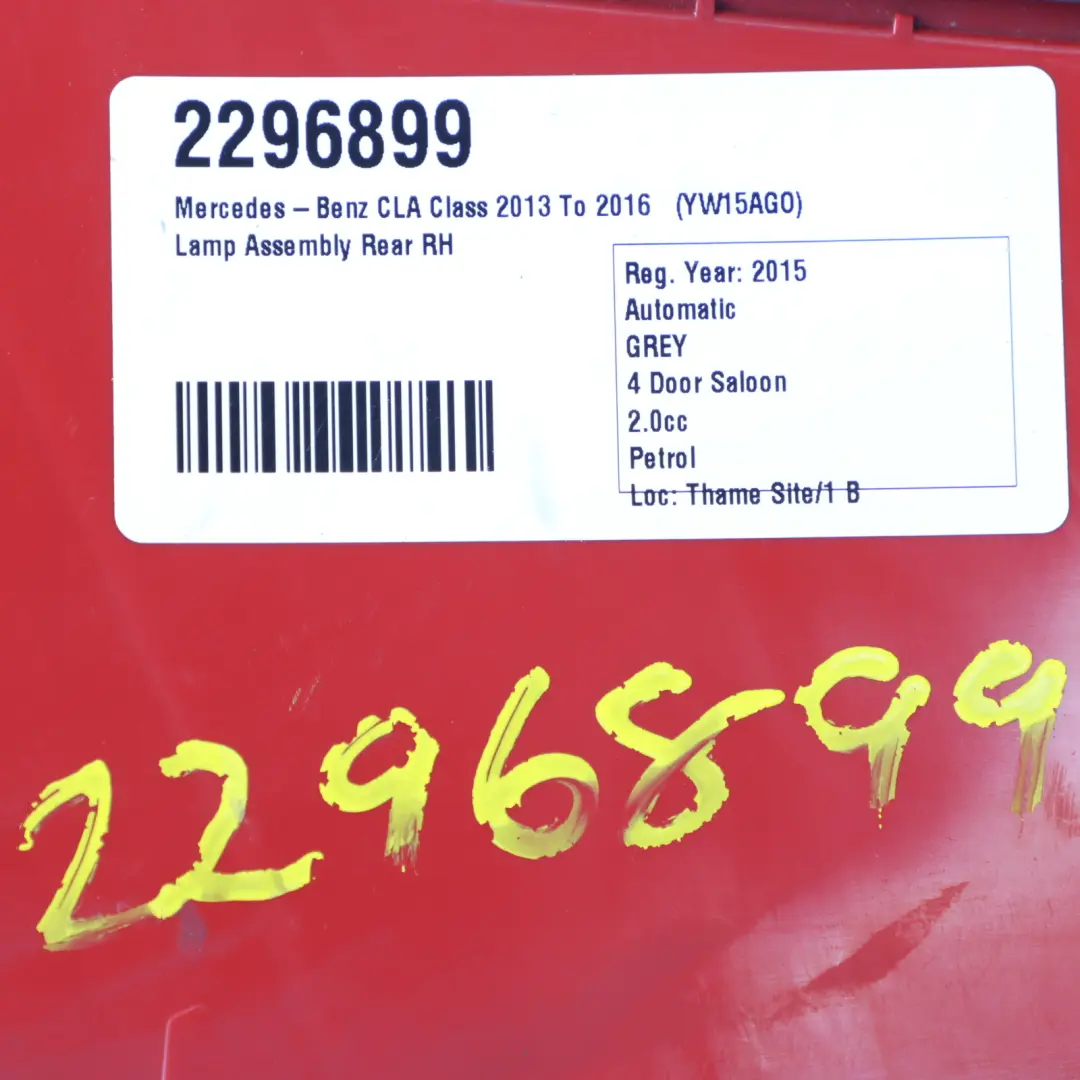 2296899
Mercedes – Benz CLA Class 2013 To 2016 (YW15AGO)
Lamp Assembly Rear RH
Reg. Year: 2015
Automatic
GREY
4 Door Saloon
2.0cc
Petrol
Loc: Thame Site/1 B
2296899